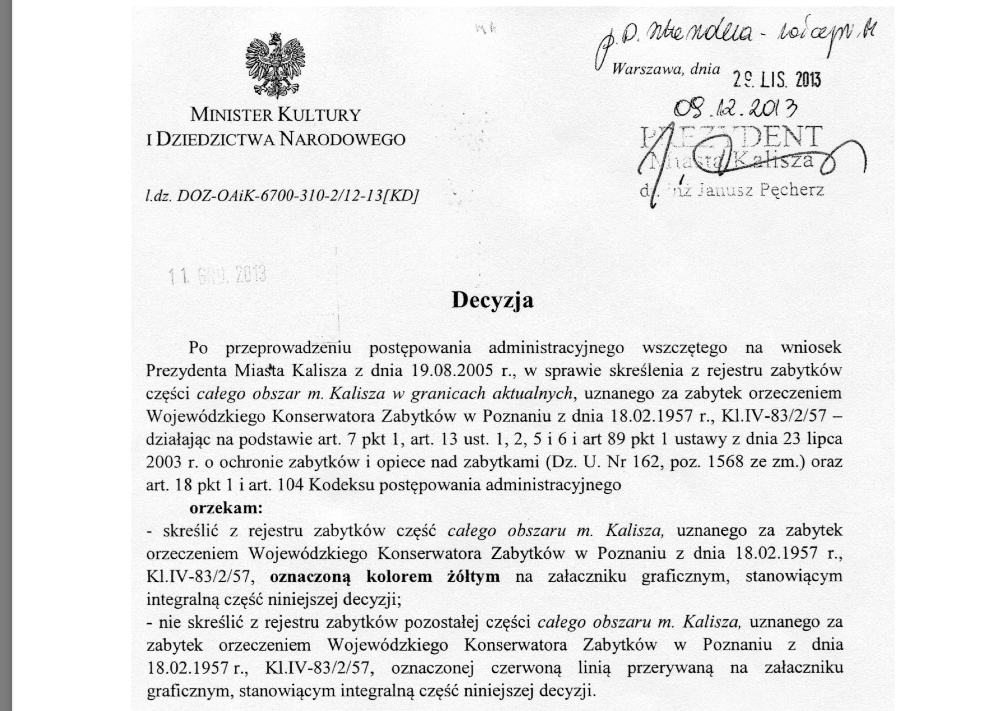 Warszawa, dnia
LIS. 2013
12.2013
MINISTER KULTURY
I DZIEDZICTWA NARODOWEGO
PREZYDENT
Miasta Kalisza
inż Janusz Pęcherz
l.dz. DOZ-OAiK-6700-310-2/12-13[KD]
11. GRU. 2013
Decyzja
Po przeprowadzeniu postępowania administracyjnego wszczętego na wniosek
Prezydenta Miasta Kalisza z dnia 19.08.2005 r., w sprawie skreślenia z rejestru zabytków
części całego obszar m. Kalisza w granicach aktualnych, uznanego za zabytek orzeczeniem
Wojewódzkiego Konserwatora Zabytków w Poznaniu z dnia 18.02.1957 r., Kl.IV-83/2/57 –
działając na podstawie art. 7 pkt 1, art. 13 ust. 1, 2, 5 i 6 i art 89 pkt 1 ustawy z dnia 23 lipca
2003 r. o ochronie zabytków i opiece nad zabytkami (Dz. U. Nr 162, poz. 1568 ze zm.) oraz
art. 18 pkt 1 i art. 104 Kodeksu postępowania administracyjnego
orzekam:
- skreślić z rejestru zabytków część całego obszaru m. Kalisza, uznanego za zabytek
orzeczeniem Wojewódzkiego Konserwatora Zabytków w Poznaniu z dnia 18.02.1957 r.,
Kl.IV-83/2/57, oznaczoną kolorem żółtym na załaczniku graficznym, stanowiącym
integralną część niniejszej decyzji;
- nie skreślić z rejestru zabytków pozostałej części całego obszaru m. Kalisza, uznanego za
zabytek orzeczeniem Wojewódzkiego Konserwatora Zabytków w Poznaniu z dnia
18.02.1957 r., Kl.IV-83/2/57, oznaczonej czerwoną linią przerywaną na załaczniku
graficznym, stanowiącym integralną część niniejszej decyzji.